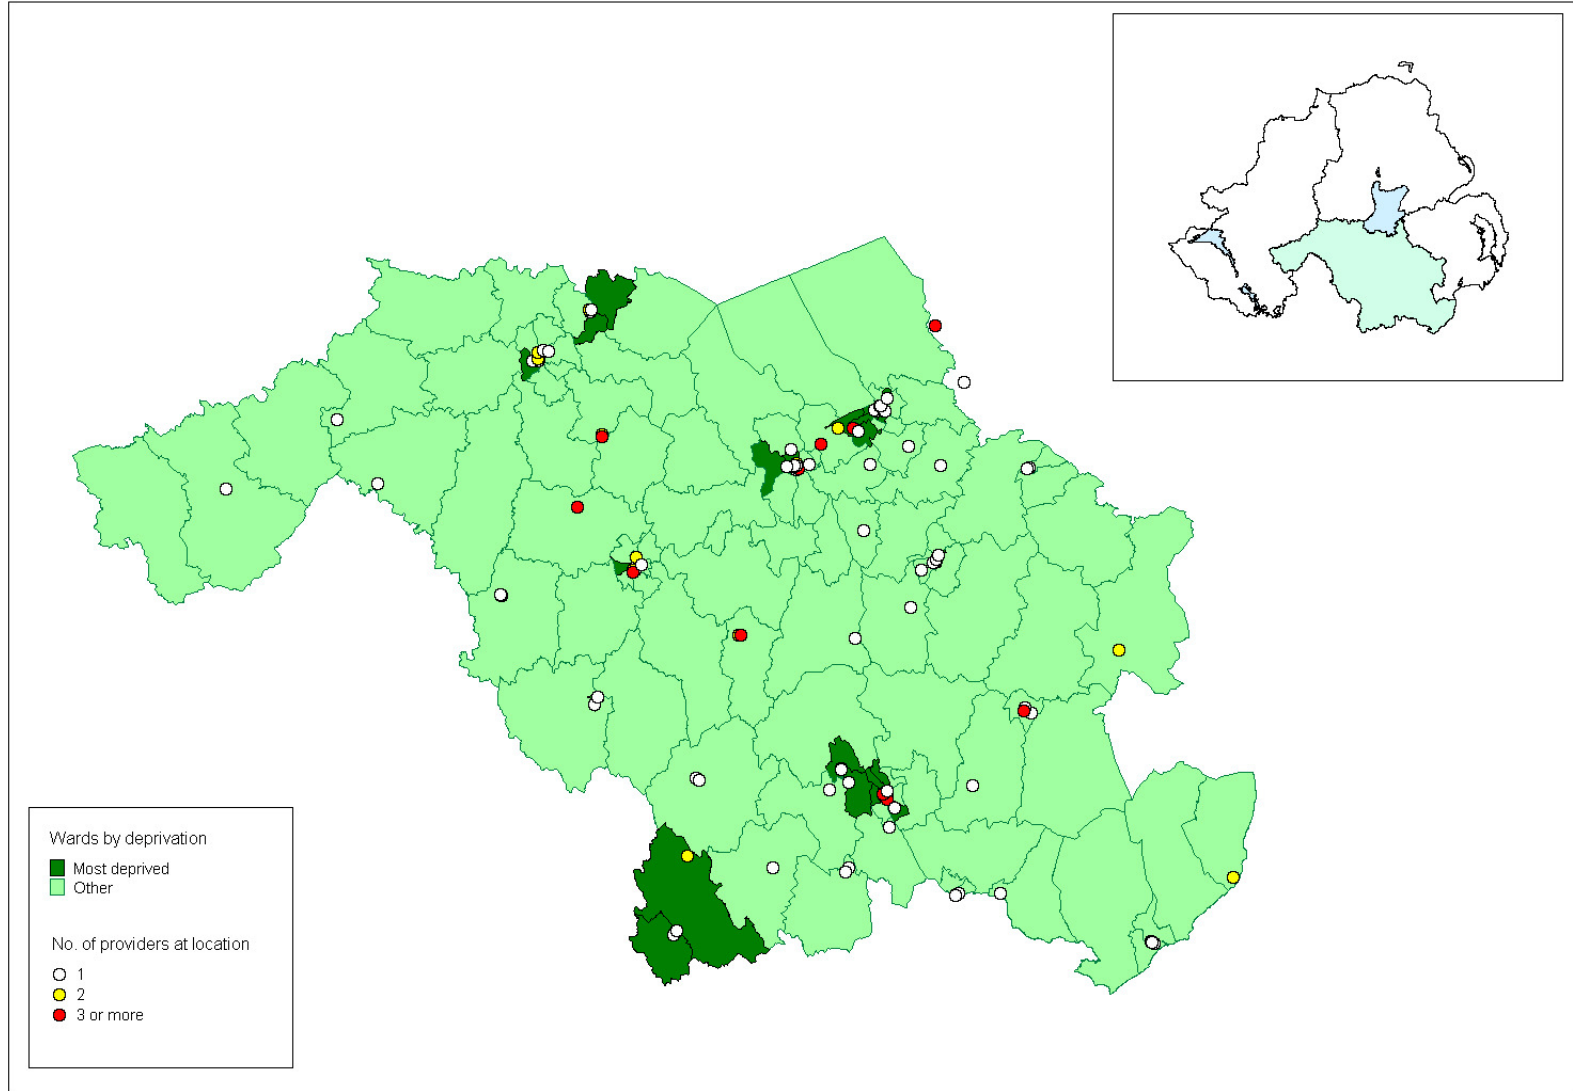 Wards by deprivation
Most deprived
Other
No. of providers at location
1
2
3 or more